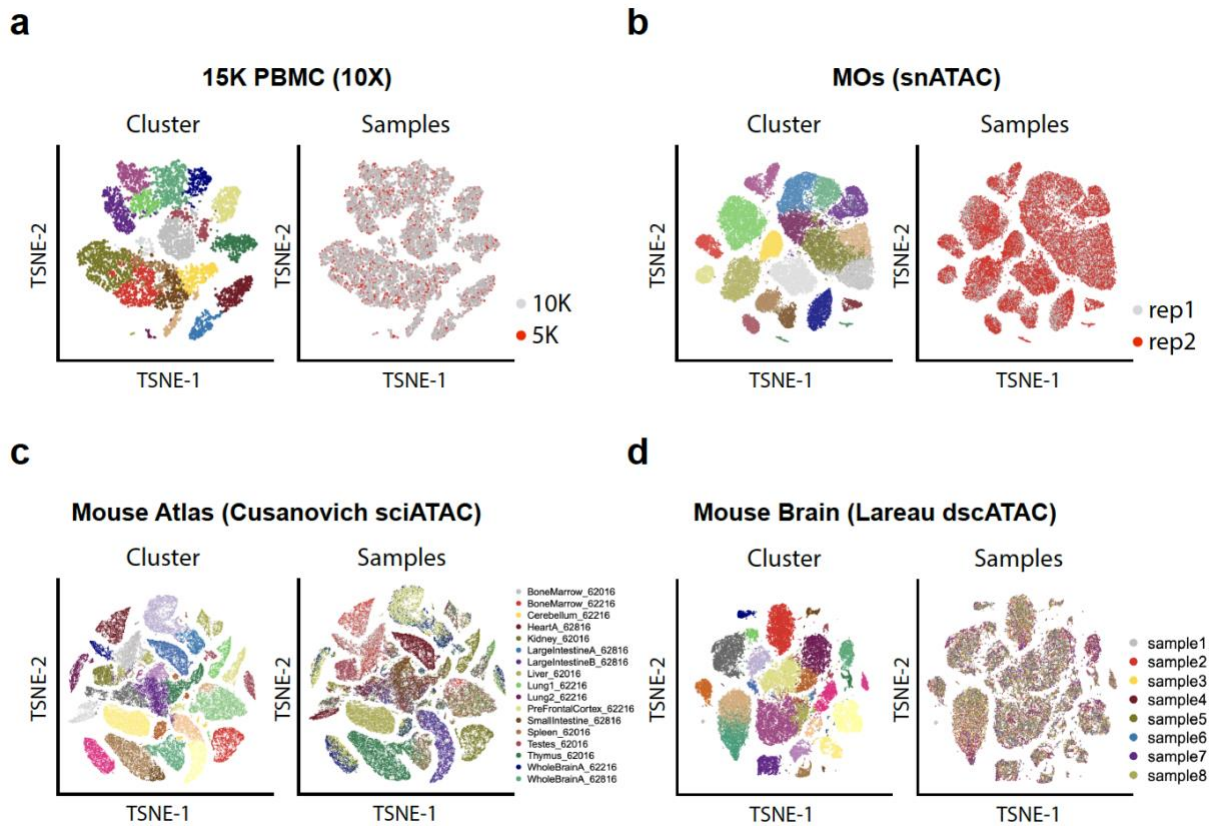 a
15K PBMC (10X)
Cluster
Samples
TSNE-2
TSNE-2
TSNE-1
TSNE-1
10K
5K
b
MOs (snATAC)
Cluster
Samples
TSNE-2
TSNE-2
TSNE-1
TSNE-1
rep1
rep2
c
Mouse Atlas (Cusanovich sciATAC)
Cluster
Samples
TSNE-2
TSNE-2
TSNE-1
TSNE-1
BoneMarrow_62016
BoneMarrow_62216
Cerebellum_62216
HeartA_62816
Kidney_62016
LargeIntestineA_62816
LargeIntestineB_62816
Liver_62016
Lung1_62216
Lung2_62216
PreFrontalCortex_62216
SmallIntestine_62816
Spleen_62016
Testes_62016
Thymus_62016
WholeBrainA_62216
WholeBrainA_62816
d
Mouse Brain (Lareau dscATAC)
Cluster
Samples
TSNE-2
TSNE-2
TSNE-1
TSNE-1
sample1
sample2
sample3
sample4
sample5
sample6
sample7
sample8